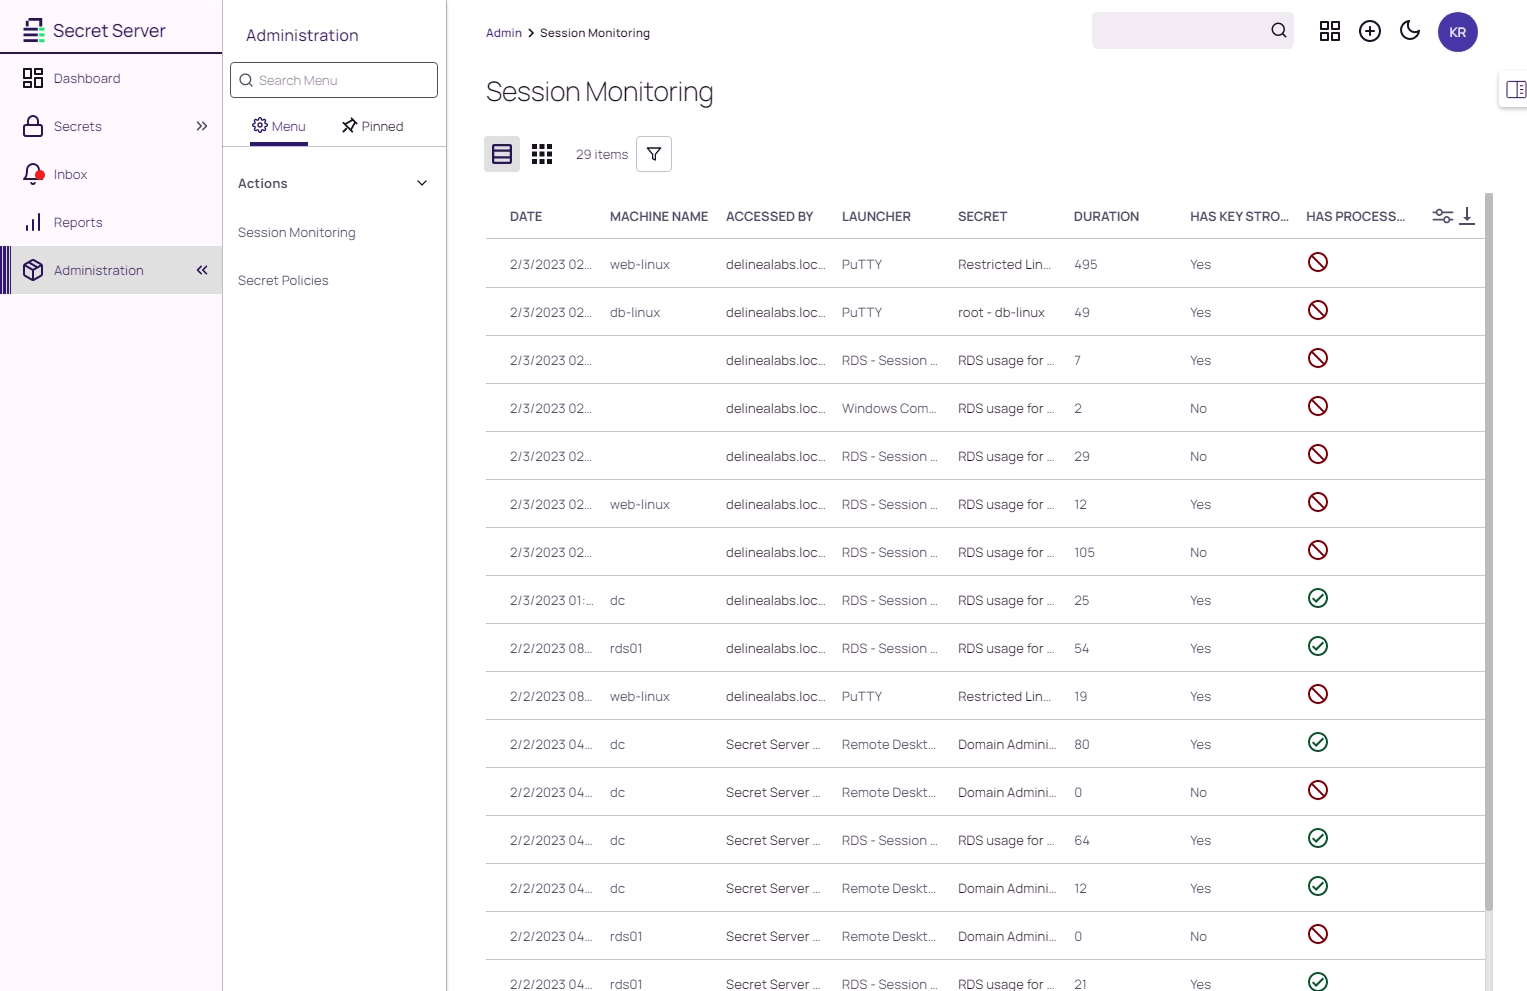 Secret Server
Dashboard
Secrets
Inbox
Reports
Administration
Administration
Search Menu
Menu Pinned
Actions
Session Monitoring
Secret Policies
Admin > Session Monitoring
KR
Session Monitoring
29 items
DATE MACHINE NAME ACCESSED BY LAUNCHER SECRET DURATION HAS KEY STRO... HAS PROCESS...
2/3/2023 02... web-linux delinealabs.loc... PuTTY Restricted Lin... 495 Yes
2/3/2023 02... db-linux delinealabs.loc... PuTTY root - db-linux 49 Yes
2/3/2023 02... delinealabs.loc... RDS - Session ... RDS usage for ... 7 Yes
2/3/2023 02... delinealabs.loc... Windows Com... RDS usage for ... 2 No
2/3/2023 02... delinealabs.loc... RDS - Session ... RDS usage for ... 29 No
2/3/2023 02... web-linux delinealabs.loc... RDS - Session ... RDS usage for ... 12 Yes
2/3/2023 02... delinealabs.loc... RDS - Session ... RDS usage for ... 105 No
2/3/2023 01:... dc delinealabs.loc... RDS - Session ... RDS usage for ... 25 Yes
2/2/2023 08... rds01 delinealabs.loc... RDS - Session ... RDS usage for ... 54 Yes
2/2/2023 08... web-linux delinealabs.loc... PuTTY Restricted Lin... 19 Yes
2/2/2023 04... dc Secret Server ... Remote Deskt... Domain Admini... 80 Yes
2/2/2023 04... dc Secret Server ... Remote Deskt... Domain Admini... 0 No
2/2/2023 04... dc Secret Server ... RDS - Session ... RDS usage for ... 64 Yes
2/2/2023 04... dc Secret Server ... Remote Deskt... Domain Admini... 12 Yes
2/2/2023 04... rds01 Secret Server ... Remote Deskt... Domain Admini... 0 No
2/2/2023 04... rds01 Secret Server ... RDS - Session ... RDS usage for ... 21 Yes